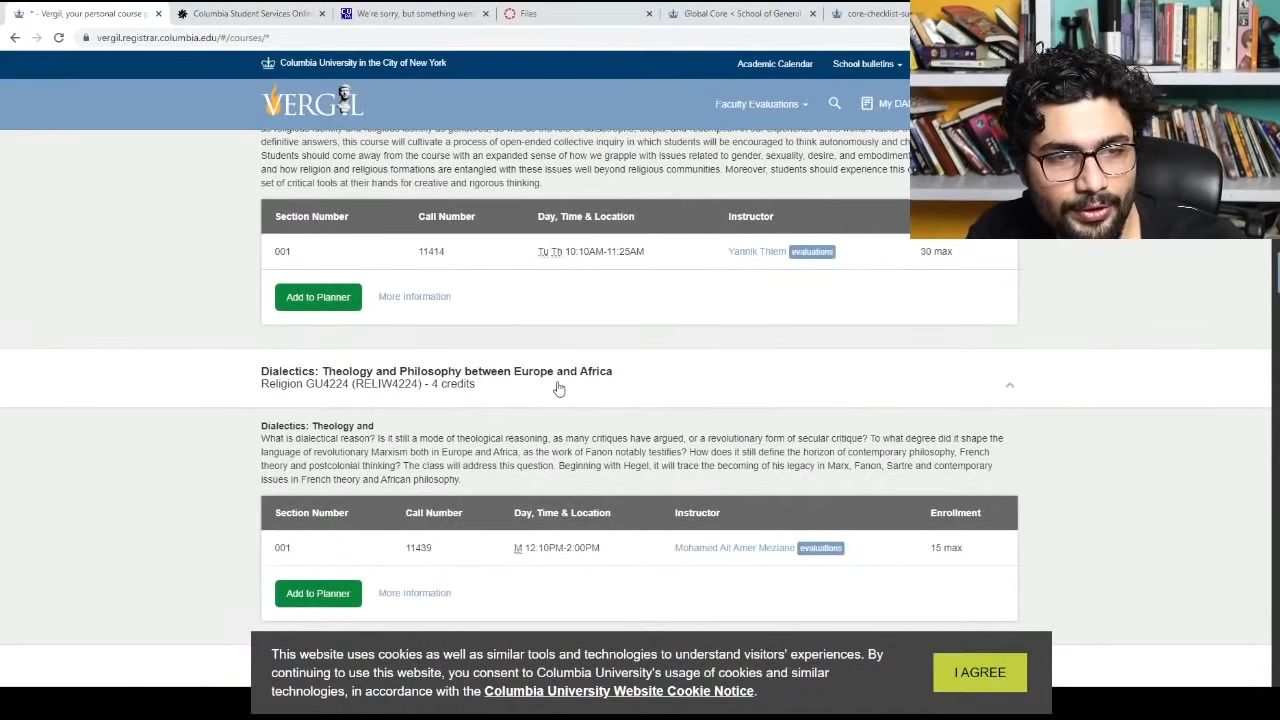 * - Vergil, your personal course p
Columbia Student Services Onlin
We're sorry, but something went
Files
Global Core < School of General
core-checklist-su
vergil.registrar.columbia.edu/#/courses/*
Columbia University in the City of New York
Academic Calendar
School bulletins
VERGIL
Faculty Evaluations
My DA
definitive answers, this course will cultivate a process of open-ended collective inquiry in which students will be encouraged to think autonomously and ch
Students should come away from the course with an expanded sense of how we grapple with issues related to gender, sexuality, desire, and embodiment
and how religion and religious formations are entangled with these issues well beyond religious communities. Moreover, students should experience this c
set of critical tools at their hands for creative and rigorous thinking.
Section Number
Call Number
Day, Time & Location
Instructor
001
11414
Tu Th 10:10AM-11:25AM
Yannik Thiem evaluations
30 max
Add to Planner
More Information
Dialectics: Theology and Philosophy between Europe and Africa
Religion GU4224 (RELIW4224) - 4 credits
Dialectics: Theology and
What is dialectical reason? Is it still a mode of theological reasoning, as many critiques have argued, or a revolutionary form of secular critique? To what degree did it shape the
language of revolutionary Marxism both in Europe and Africa, as the work of Fanon notably testifies? How does it still define the horizon of contemporary philosophy, French
theory and postcolonial thinking? The class will address this question. Beginning with Hegel, it will trace the becoming of his legacy in Marx, Fanon, Sartre and contemporary
issues in French theory and African philosophy.
Section Number
Call Number
Day, Time & Location
Instructor
Enrollment
001
11439
M 12:10PM-2:00PM
Mohamed Ait Amer Meziane evaluations
15 max
Add to Planner
More Information
This website uses cookies as well as similar tools and technologies to understand visitors' experiences. By
continuing to use this website, you consent to Columbia University's usage of cookies and similar
technologies, in accordance with the Columbia University Website Cookie Notice.
I AGREE